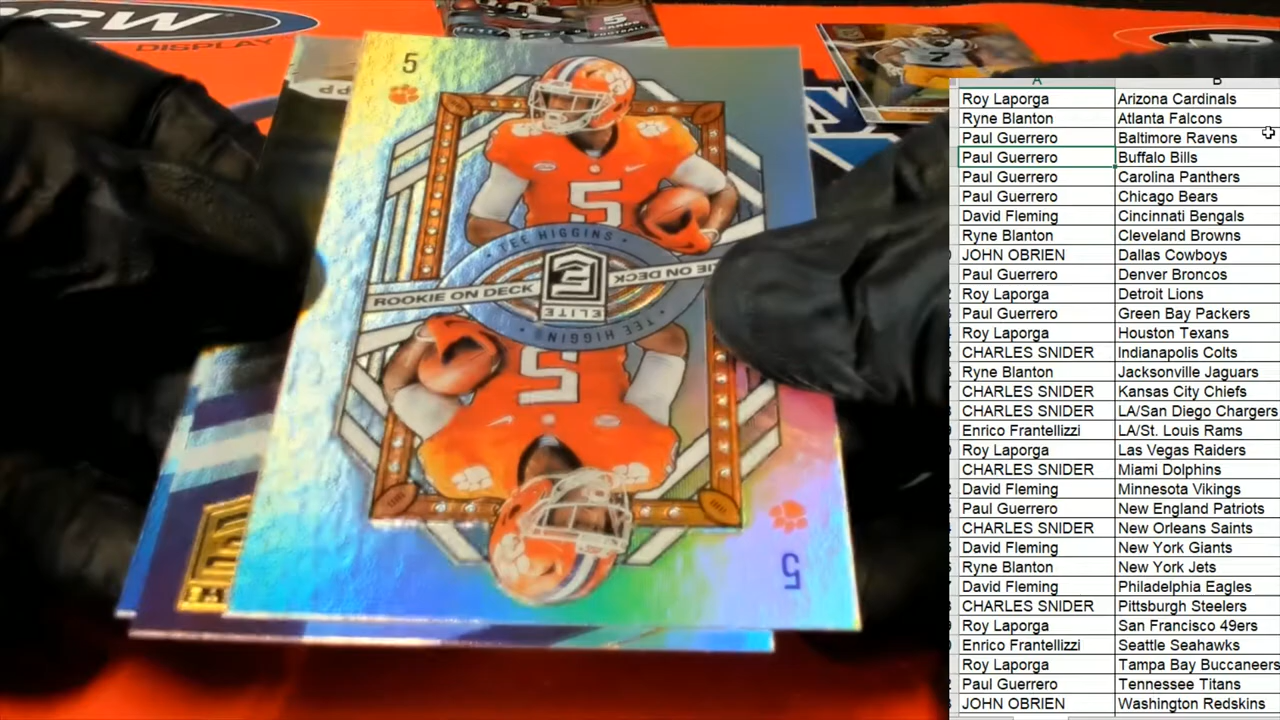 CW
DISPLAY
5
CARDS
FOOTBALL
7
5
5
TEE HIGGINS
ROOKIE ON DECK
ROOKIE ON DECK
ELITE
TEE HIGGINS
5
5
A B
Roy Laporga Arizona Cardinals
Ryne Blanton Atlanta Falcons
Paul Guerrero Baltimore Ravens
Paul Guerrero Buffalo Bills
Paul Guerrero Carolina Panthers
Paul Guerrero Chicago Bears
David Fleming Cincinnati Bengals
Ryne Blanton Cleveland Browns
JOHN OBRIEN Dallas Cowboys
Paul Guerrero Denver Broncos
Roy Laporga Detroit Lions
Paul Guerrero Green Bay Packers
Roy Laporga Houston Texans
CHARLES SNIDER Indianapolis Colts
Ryne Blanton Jacksonville Jaguars
CHARLES SNIDER Kansas City Chiefs
CHARLES SNIDER LA/San Diego Chargers
Enrico Frantellizzi LA/St. Louis Rams
Roy Laporga Las Vegas Raiders
CHARLES SNIDER Miami Dolphins
David Fleming Minnesota Vikings
Paul Guerrero New England Patriots
CHARLES SNIDER New Orleans Saints
David Fleming New York Giants
Ryne Blanton New York Jets
David Fleming Philadelphia Eagles
CHARLES SNIDER Pittsburgh Steelers
Roy Laporga San Francisco 49ers
Enrico Frantellizzi Seattle Seahawks
Roy Laporga Tampa Bay Buccaneers
Paul Guerrero Tennessee Titans
JOHN OBRIEN Washington Redskins